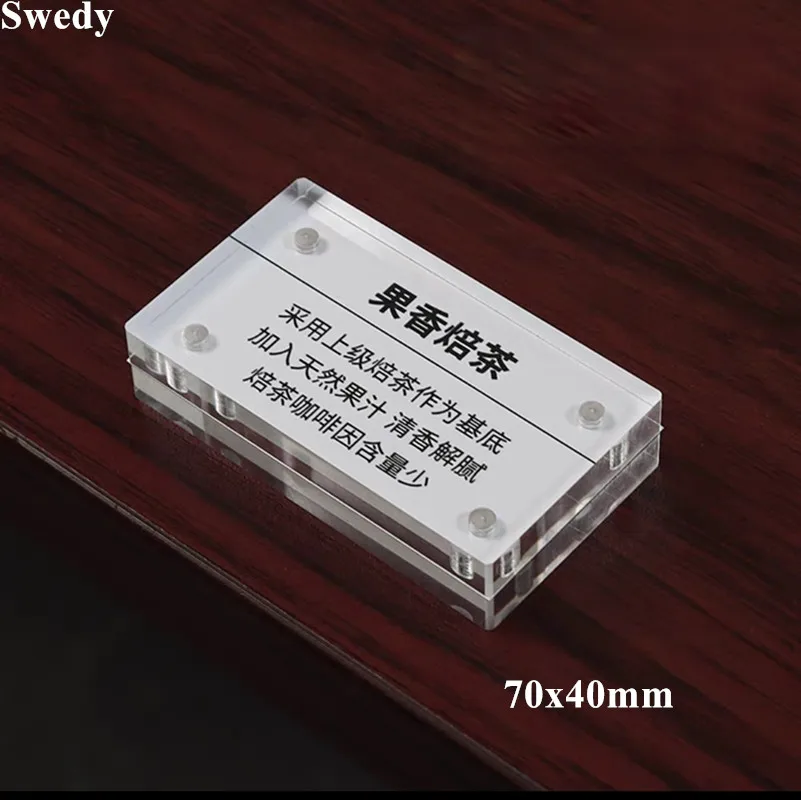 Swedy
果香焙茶
采用上级焙茶作为基底
加入天然果汁 清香解腻
焙茶咖啡因含量少
70x40mm